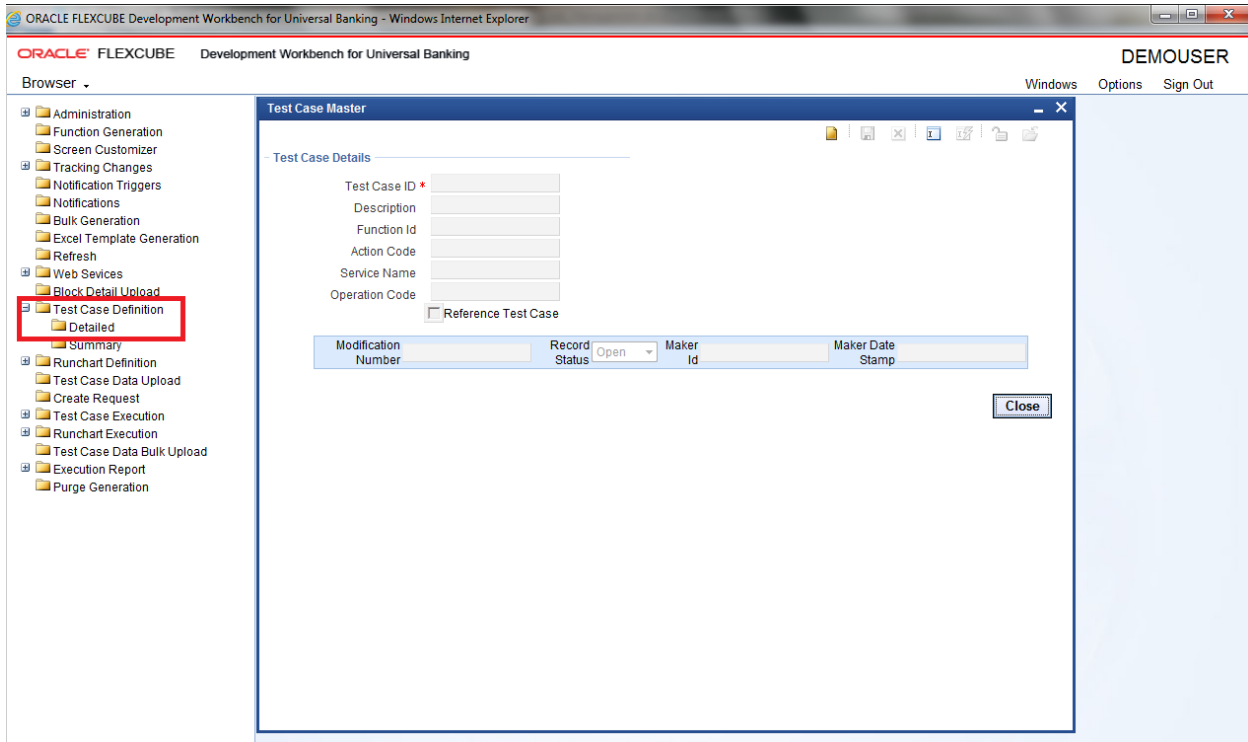 ORACLE FLEXCUBE Development Workbench for Universal Banking - Windows Internet Explorer
ORACLE FLEXCUBE Development Workbench for Universal Banking
DEMOUSER
Browser
Windows Options Sign Out
Administration
Function Generation
Screen Customizer
Tracking Changes
Notification Triggers
Notifications
Bulk Generation
Excel Template Generation
Refresh
Web Sevices
Block Detail Upload
Test Case Definition
Detailed
Summary
Runchart Definition
Test Case Data Upload
Create Request
Test Case Execution
Runchart Execution
Test Case Data Bulk Upload
Execution Report
Purge Generation
Test Case Master
Test Case Details
Test Case ID *
Description
Function Id
Action Code
Service Name
Operation Code
Reference Test Case
Modification Number
Record Status Open
Maker Id
Maker Date Stamp
Close